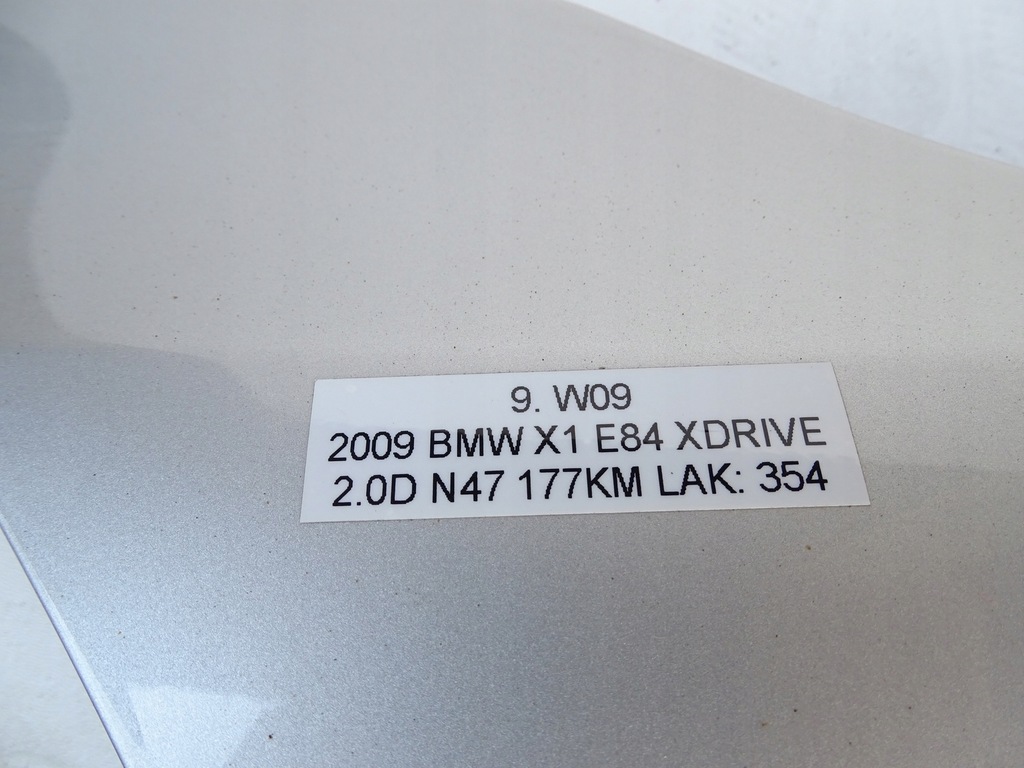 9. W09
2009 BMW X1 E84 XDRIVE
2.0D N47 177KM LAK: 354